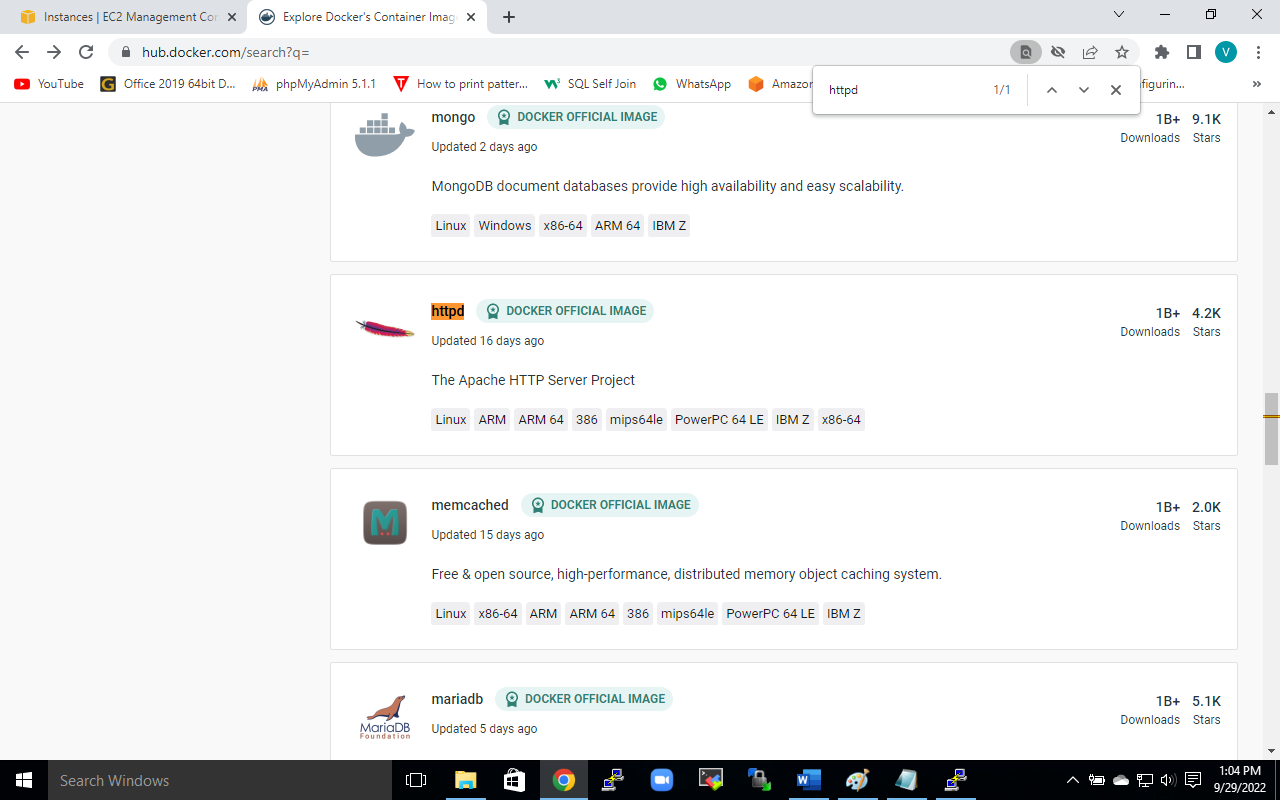 Instances | EC2 Management Con
Explore Docker's Container Imag
hub.docker.com/search?q=
V
YouTube
Office 2019 64bit D...
phpMyAdmin 5.1.1
How to print patter...
SQL Self Join
WhatsApp
Amazon
figurin...
»
httpd
1/1
mongo
DOCKER OFFICIAL IMAGE
1B+ 9.1K
Updated 2 days ago
Downloads Stars
MongoDB document databases provide high availability and easy scalability.
Linux Windows x86-64 ARM 64 IBM Z
httpd
DOCKER OFFICIAL IMAGE
1B+ 4.2K
Updated 16 days ago
Downloads Stars
The Apache HTTP Server Project
Linux ARM ARM 64 386 mips64le PowerPC 64 LE IBM Z x86-64
memcached
DOCKER OFFICIAL IMAGE
1B+ 2.0K
Updated 15 days ago
Downloads Stars
Free & open source, high-performance, distributed memory object caching system.
Linux x86-64 ARM ARM 64 386 mips64le PowerPC 64 LE IBM Z
mariadb
DOCKER OFFICIAL IMAGE
1B+ 5.1K
Updated 5 days ago
Downloads Stars
MariaDB
Foundation
Search Windows
1:04 PM
9/29/2022